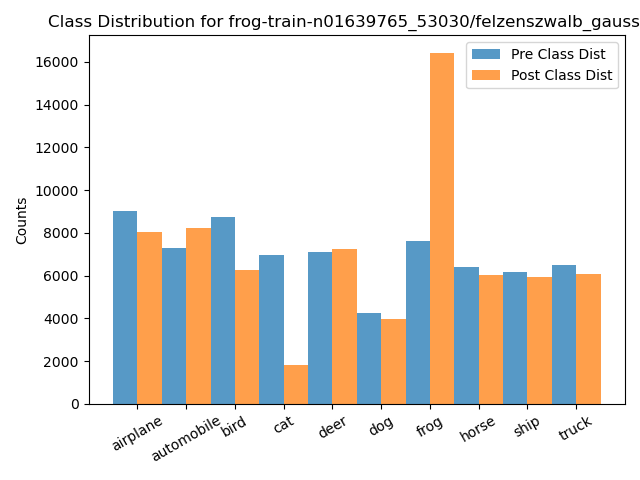 Class Distribution for frog-train-n01639765_53030/felzenszwalb_gauss
Pre Class Dist
Post Class Dist
Counts
16000
14000
12000
10000
8000
6000
4000
2000
0
airplane
automobile
bird
cat
deer
dog
frog
horse
ship
truck